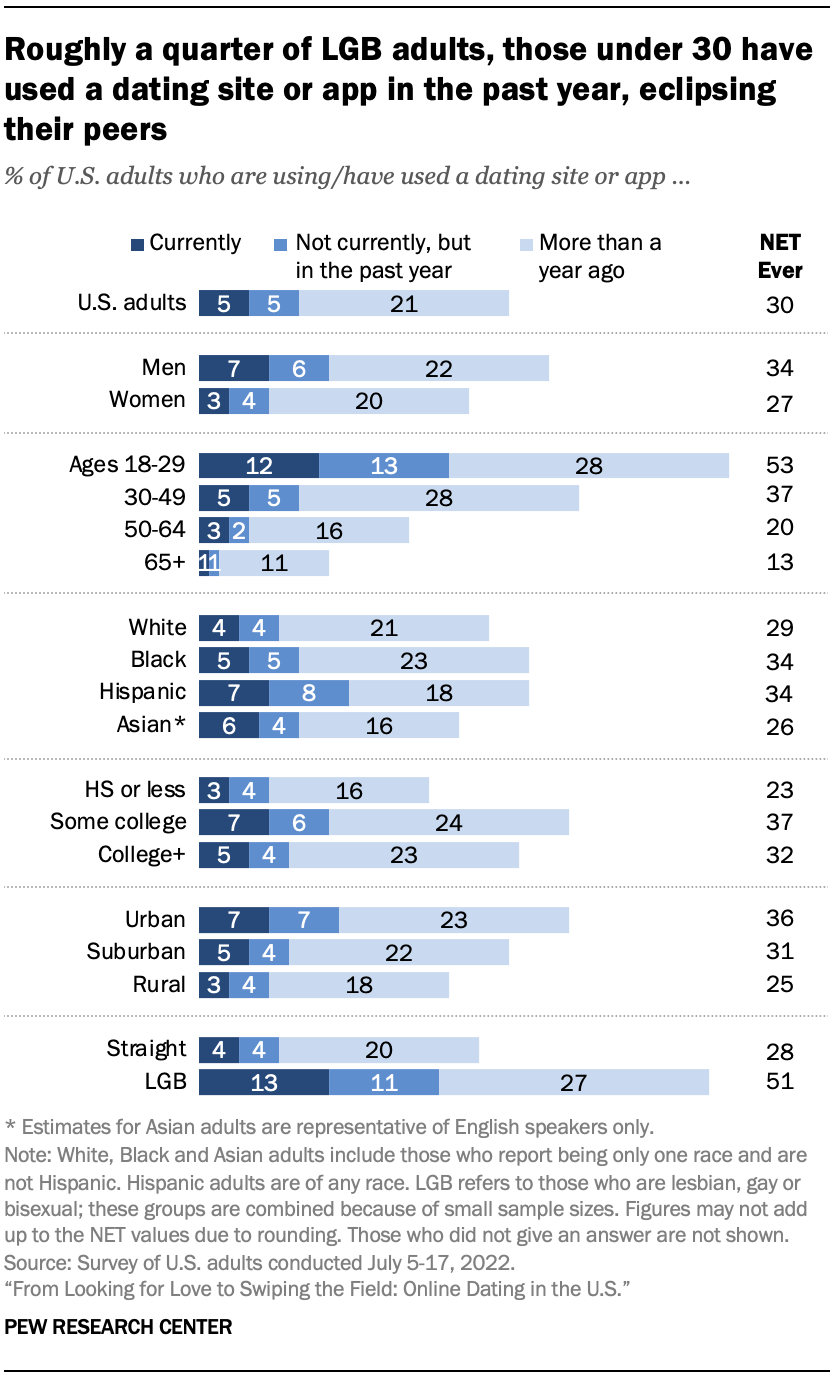 Roughly a quarter of LGB adults, those under 30 have
used a dating site or app in the past year, eclipsing
their peers
% of U.S. adults who are using/have used a dating site or app ...
Currently Not currently, but in the past year More than a year ago NET Ever
U.S. adults 5 5 21 30
Men 7 6 22 34
Women 3 4 20 27
Ages 18-29 12 13 28 53
30-49 5 5 28 37
50-64 3 2 16 20
65+ 1 1 11 13
White 4 4 21 29
Black 5 5 23 34
Hispanic 7 8 18 34
Asian* 6 4 16 26
HS or less 3 4 16 23
Some college 7 6 24 37
College+ 5 4 23 32
Urban 7 7 23 36
Suburban 5 4 22 31
Rural 3 4 18 25
Straight 4 4 20 28
LGB 13 11 27 51
* Estimates for Asian adults are representative of English speakers only.
Note: White, Black and Asian adults include those who report being only one race and are
not Hispanic. Hispanic adults are of any race. LGB refers to those who are lesbian, gay or
bisexual; these groups are combined because of small sample sizes. Figures may not add
up to the NET values due to rounding. Those who did not give an answer are not shown.
Source: Survey of U.S. adults conducted July 5-17, 2022.
“From Looking for Love to Swiping the Field: Online Dating in the U.S.”
PEW RESEARCH CENTER